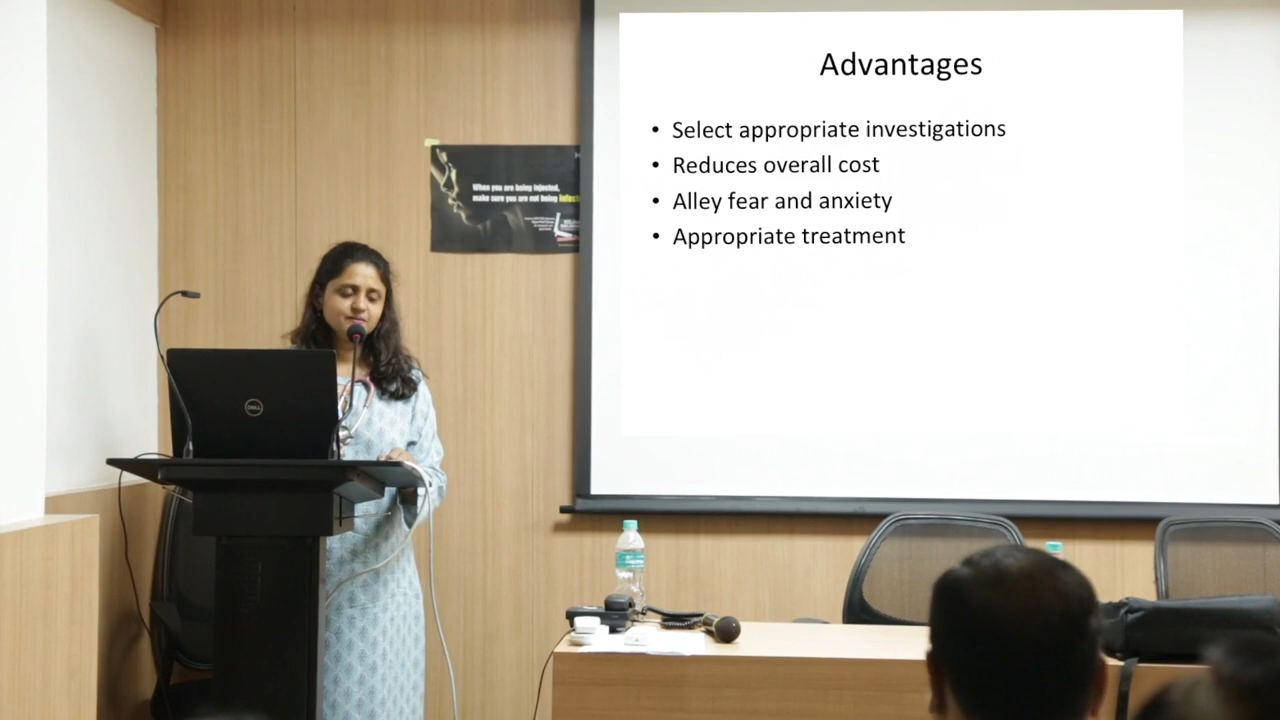 Advantages
• Select appropriate investigations
• Reduces overall cost
• Alley fear and anxiety
• Appropriate treatment
When you are being injected,
make sure you are not being infect
DELL